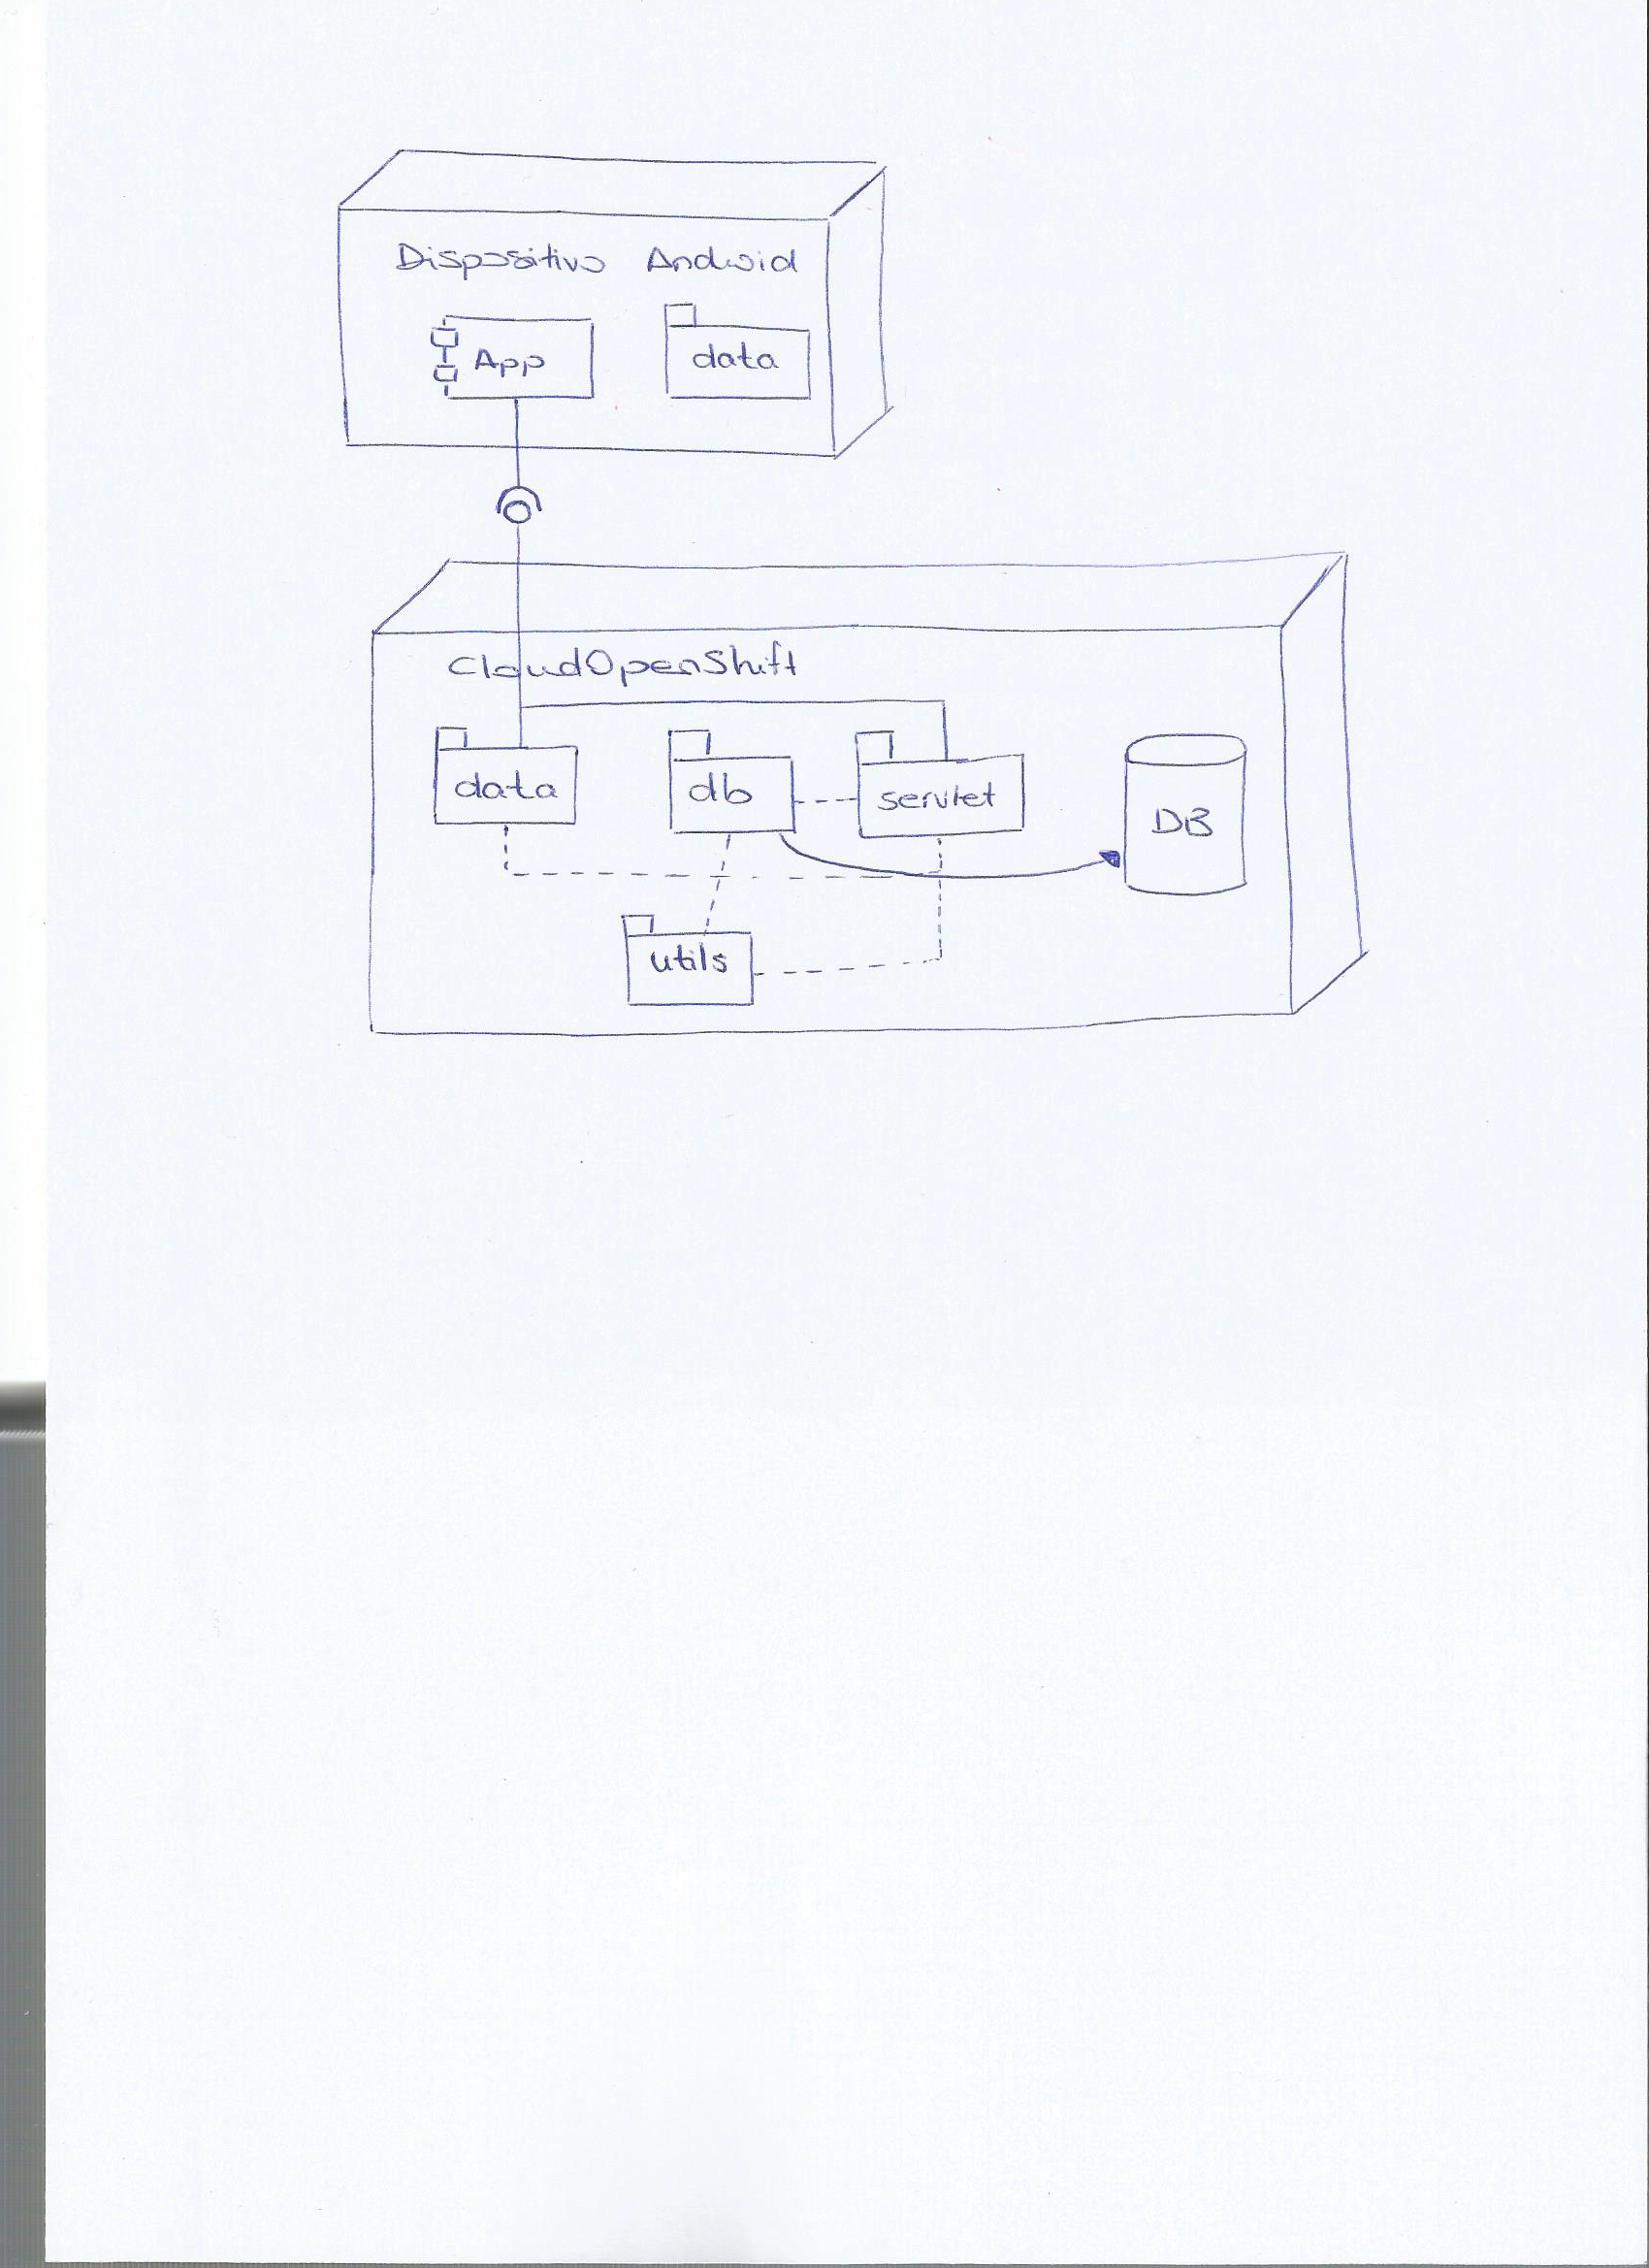 Dispositivo Android
App
data
CloudOpenShift
data
db
servlet
DB
utils